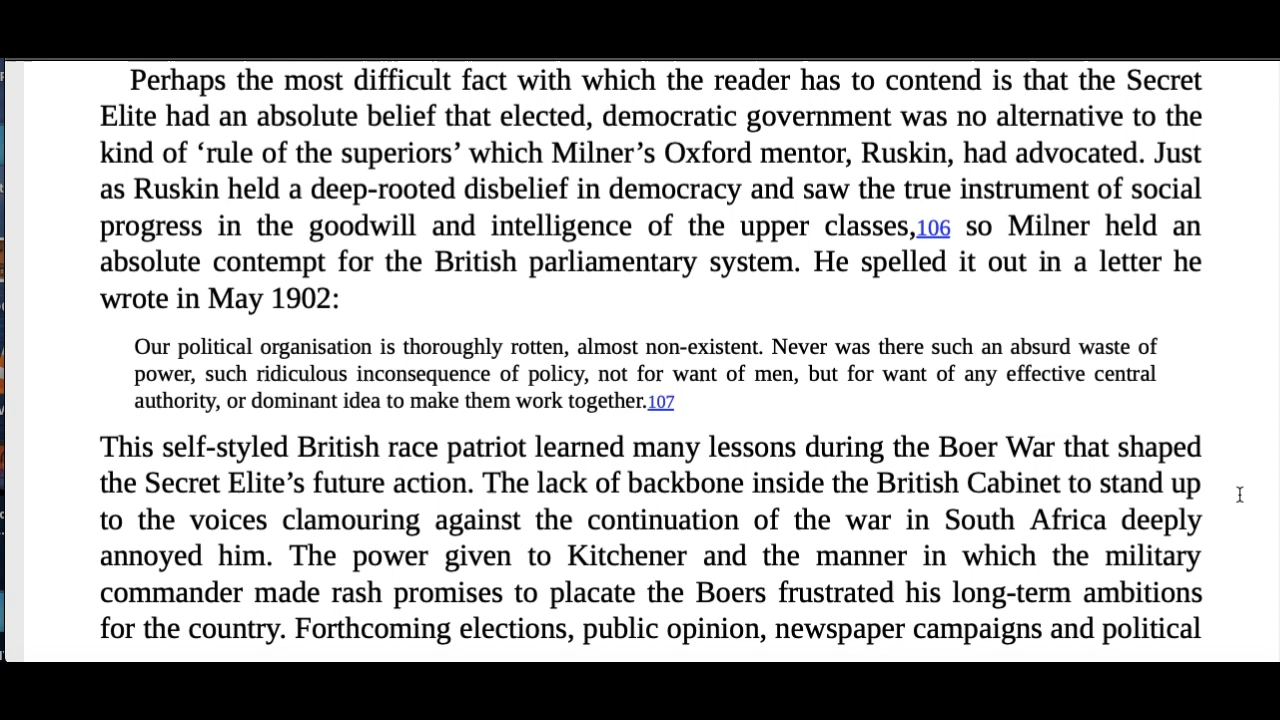 Perhaps the most difficult fact with which the reader has to contend is that the Secret
Elite had an absolute belief that elected, democratic government was no alternative to the
kind of ‘rule of the superiors’ which Milner’s Oxford mentor, Ruskin, had advocated. Just
as Ruskin held a deep-rooted disbelief in democracy and saw the true instrument of social
progress in the goodwill and intelligence of the upper classes,106 so Milner held an
absolute contempt for the British parliamentary system. He spelled it out in a letter he
wrote in May 1902:
Our political organisation is thoroughly rotten, almost non-existent. Never was there such an absurd waste of
power, such ridiculous inconsequence of policy, not for want of men, but for want of any effective central
authority, or dominant idea to make them work together.107
This self-styled British race patriot learned many lessons during the Boer War that shaped
the Secret Elite’s future action. The lack of backbone inside the British Cabinet to stand up
to the voices clamouring against the continuation of the war in South Africa deeply
annoyed him. The power given to Kitchener and the manner in which the military
commander made rash promises to placate the Boers frustrated his long-term ambitions
for the country. Forthcoming elections, public opinion, newspaper campaigns and political